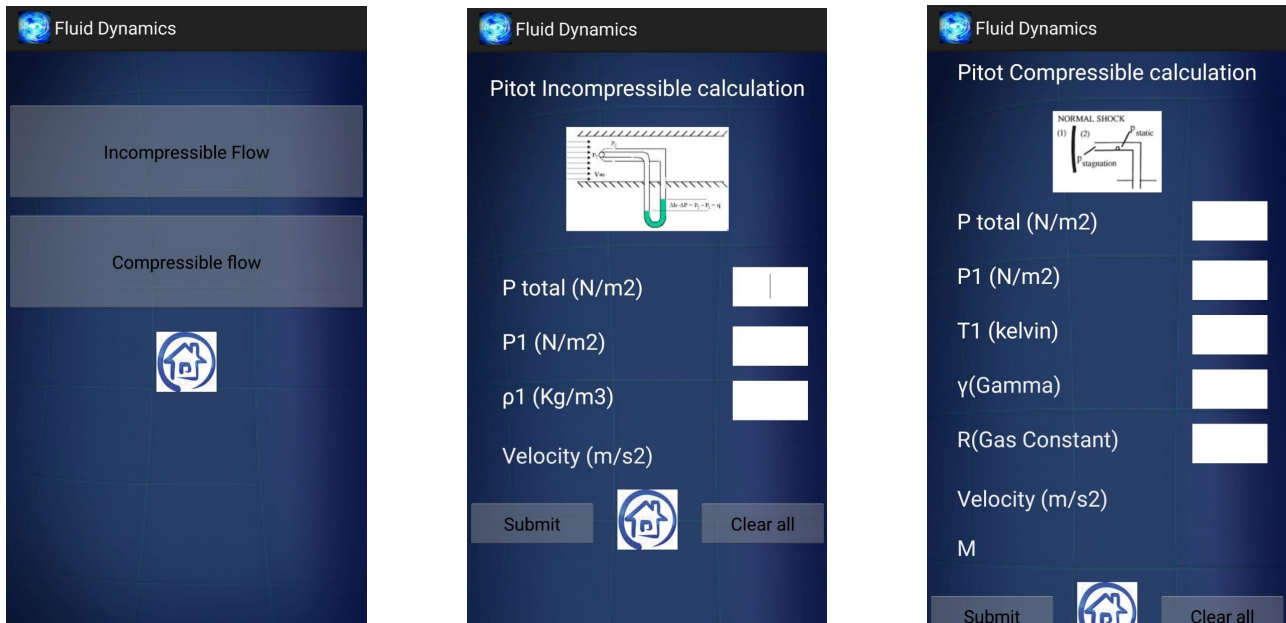 Fluid Dynamics
Incompressible Flow
Compressible flow
Fluid Dynamics
Pitot Incompressible calculation
P total (N/m2)
P1 (N/m2)
ρ1 (Kg/m3)
Velocity (m/s2)
Submit
Clear all
Fluid Dynamics
Pitot Compressible calculation
NORMAL SHOCK
(1) (2)
P static
P stagnation
P total (N/m2)
P1 (N/m2)
T1 (kelvin)
γ(Gamma)
R(Gas Constant)
Velocity (m/s2)
M
Submit
Clear all